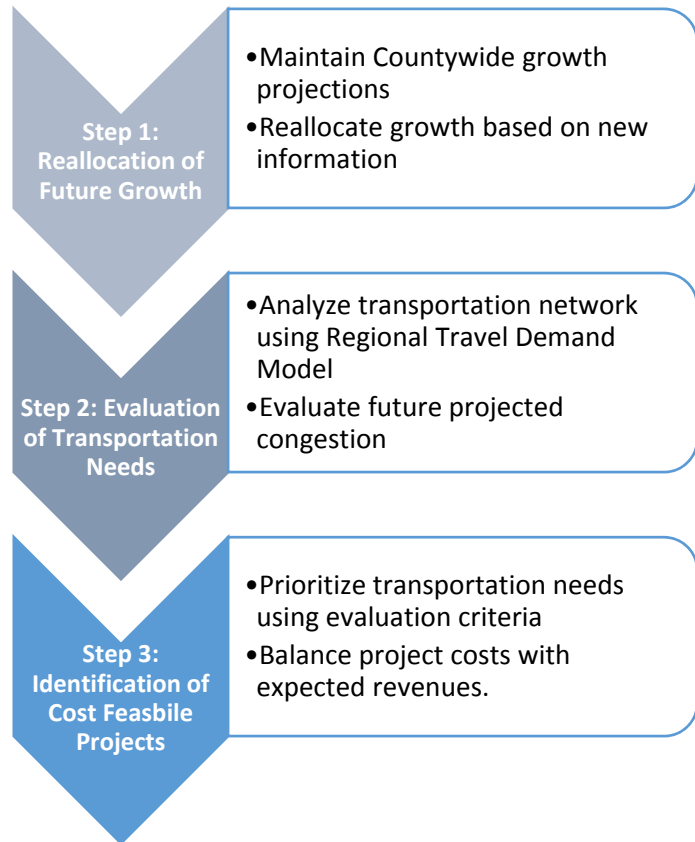 Step 1:
Reallocation of
Future Growth
•Maintain Countywide growth
projections
•Reallocate growth based on new
information
Step 2: Evaluation
of Transportation
Needs
•Analyze transportation network
using Regional Travel Demand
Model
•Evaluate future projected
congestion
Step 3:
Identification of
Cost Feasbile
Projects
•Prioritize transportation needs
using evaluation criteria
•Balance project costs with
expected revenues.